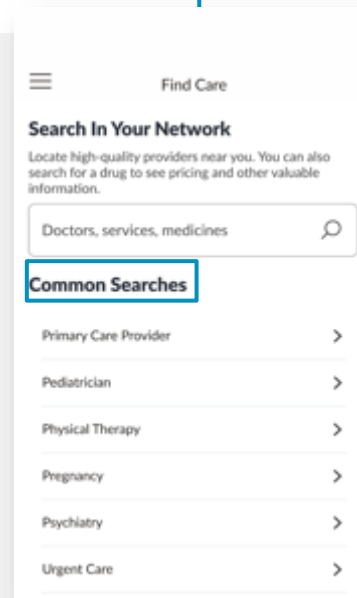 Find Care
Search In Your Network
Locate high-quality providers near you. You can also
search for a drug to see pricing and other valuable
information.
Doctors, services, medicines
Common Searches
Primary Care Provider
Pediatrician
Physical Therapy
Pregnancy
Psychiatry
Urgent Care